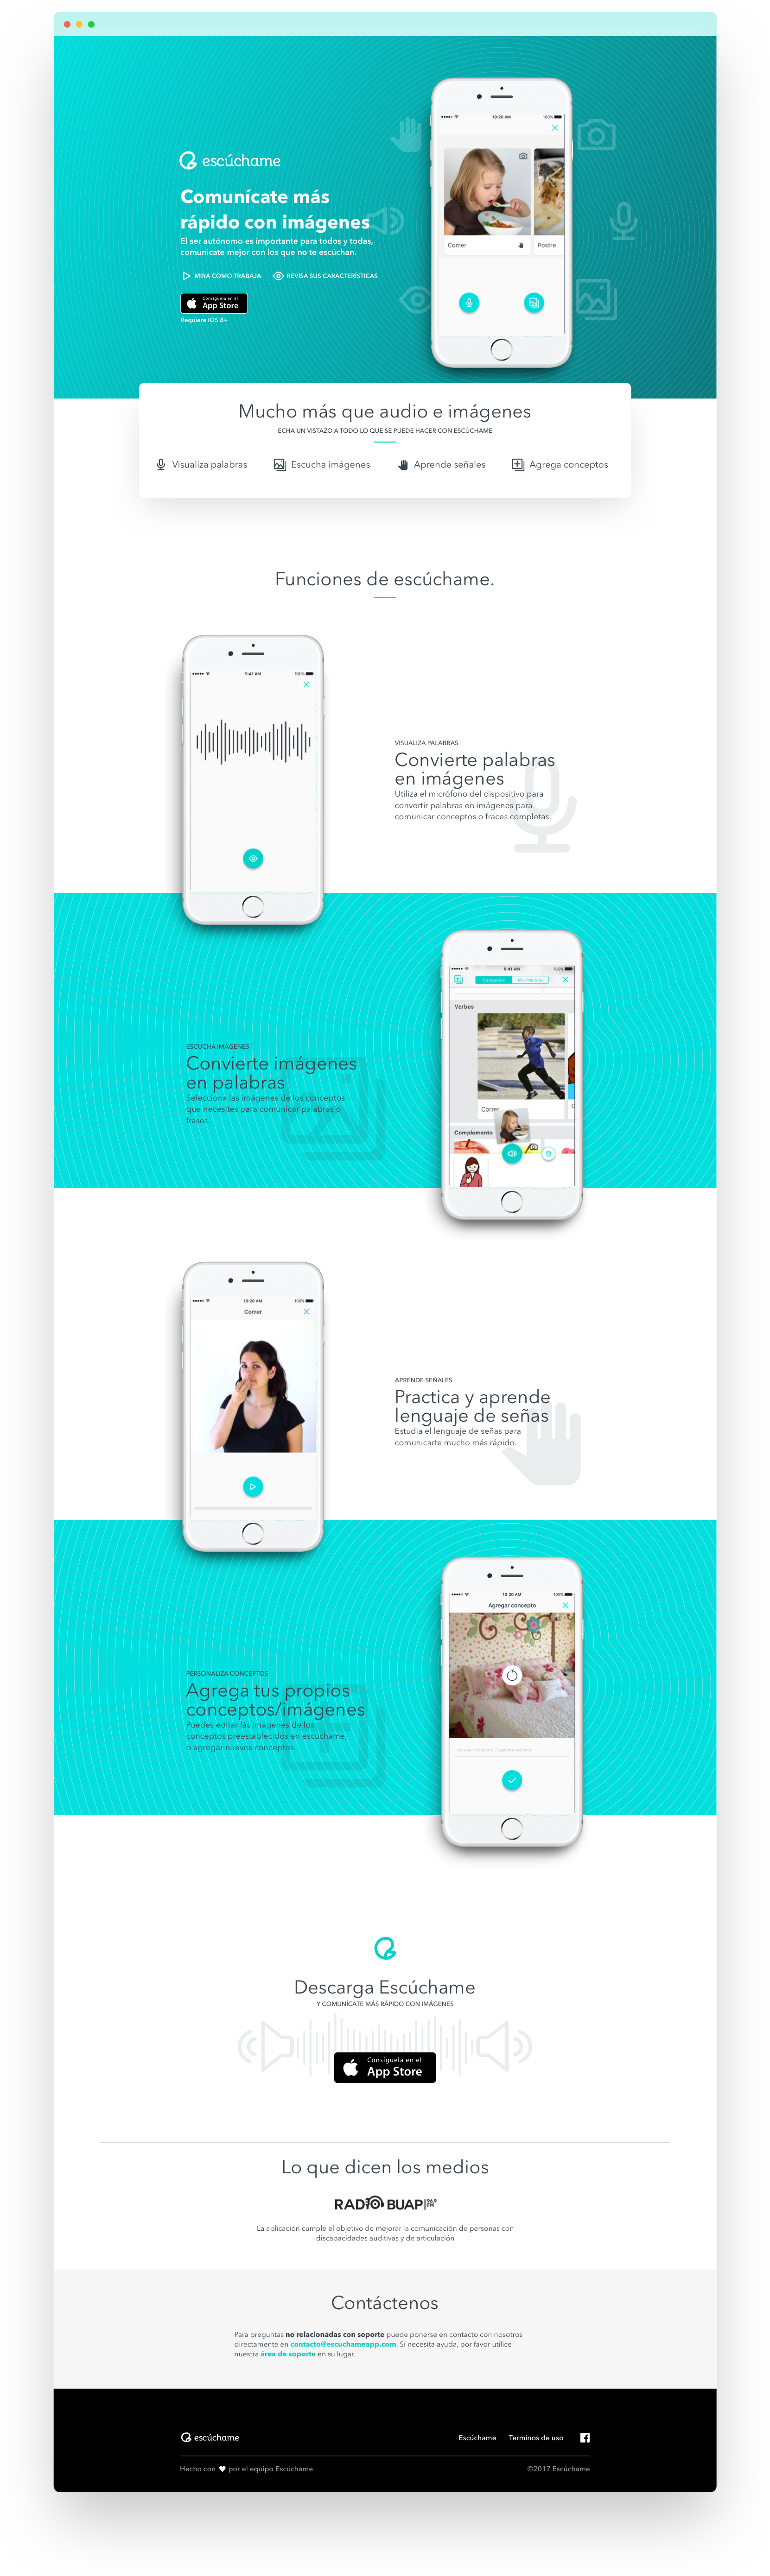 escúchame
Comunícate más
rápido con imágenes
El ser autónomo es importante para todos y todas,
comunicate mejor con los que no te escúchan.
MIRA COMO TRABAJA REVISA SUS CARACTERÍSTICAS
Consíguela en el
App Store
Requiere iOS 8+
10:20 AM 100%
Comer Postre
Mucho más que audio e imágenes
ECHA UN VISTAZO A TODO LO QUE SE PUEDE HACER CON ESCÚCHAME
Visualiza palabras Escucha imágenes Aprende señales Agrega conceptos
Funciones de escúchame.
9:41 AM 100%
VISUALIZA PALABRAS
Convierte palabras
en imágenes
Utiliza el micrófono del dispositivo para
convertir palabras en imágenes para
comunicar conceptos o fraces completas.
ESCUCHA IMÁGENES
Convierte imágenes
en palabras
Selecciona las imágenes de los conceptos
que necesites para comunicar palabras o
frases.
9:41 AM 100%
Categorías Mis Palabras
Verbos
Correr
C
Complemento
10:20 AM 100%
Comer
APRENDE SEÑALES
Practica y aprende
lenguaje de señas
Estudia el lenguaje de señas para
comunicarte mucho más rápido.
PERSONALIZA CONCEPTOS
Agrega tus propios
conceptos/imágenes
Puedes editar lás imágenes de los
conceptos preestablecidos en escúchame,
o agregar nuevos conceptos.
10:20 AM 100%
Agregar concepto
Descarga Escúchame
Y COMUNÍCATE MÁS RÁPIDO CON IMÁGENES
Consíguela en el
App Store
Lo que dicen los medios
RADIO BUAP 96.9 FM
La aplicación cumple el objetivo de mejorar la comunicación de personas con
discapacidades auditivas y de articulación
Contáctenos
Para preguntas no relacionadas con soporte puede ponerse en contacto con nosotros
directamente en contacto@escuchameapp.com. Si necesita ayuda, por favor utilice
nuestra área de soporte en su lugar.
escúchame Escúchame Terminos de uso
Hecho con por el equipo Escúchame ©2017 Escúchame